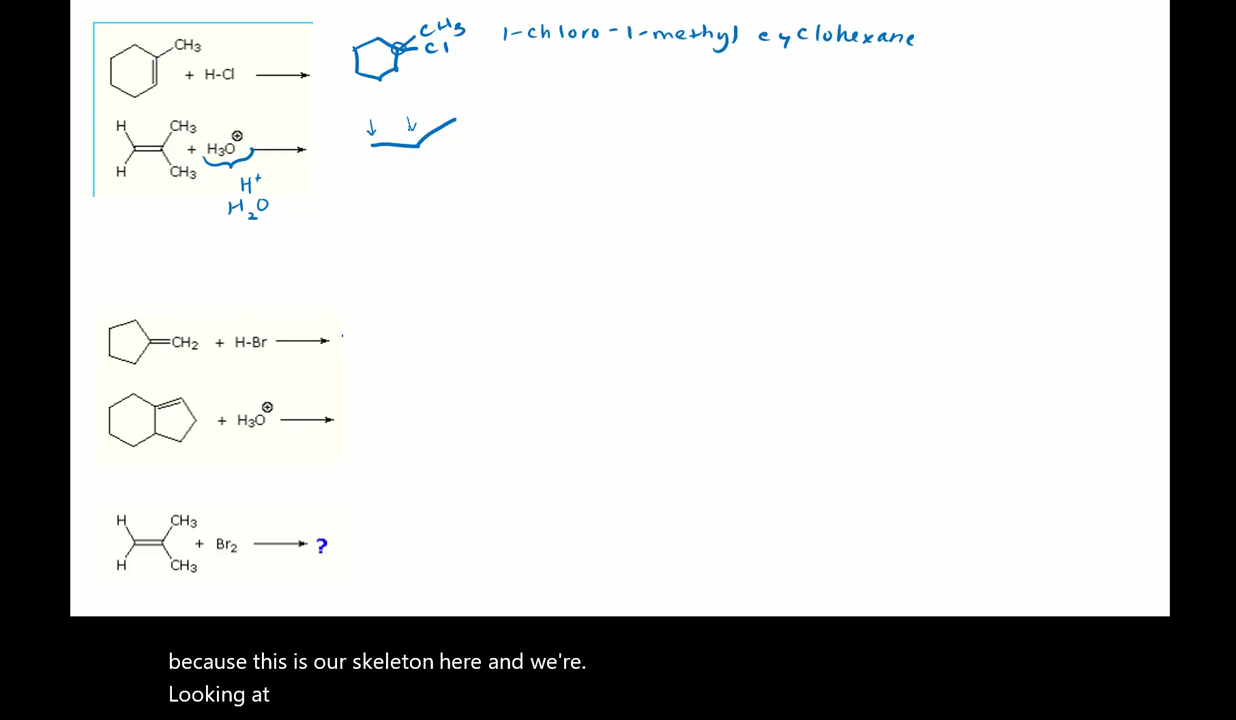 CH3
CH3
Cl
1-chloro-1-methyl cyclohexane
+ H-Cl
H
CH3
+ H3O ⊕
H
CH3
H+
H2O
=CH2 + H-Br
+ H3O ⊕
H
CH3
+ Br2 ?
H
CH3
because this is our skeleton here and we're.
Looking at